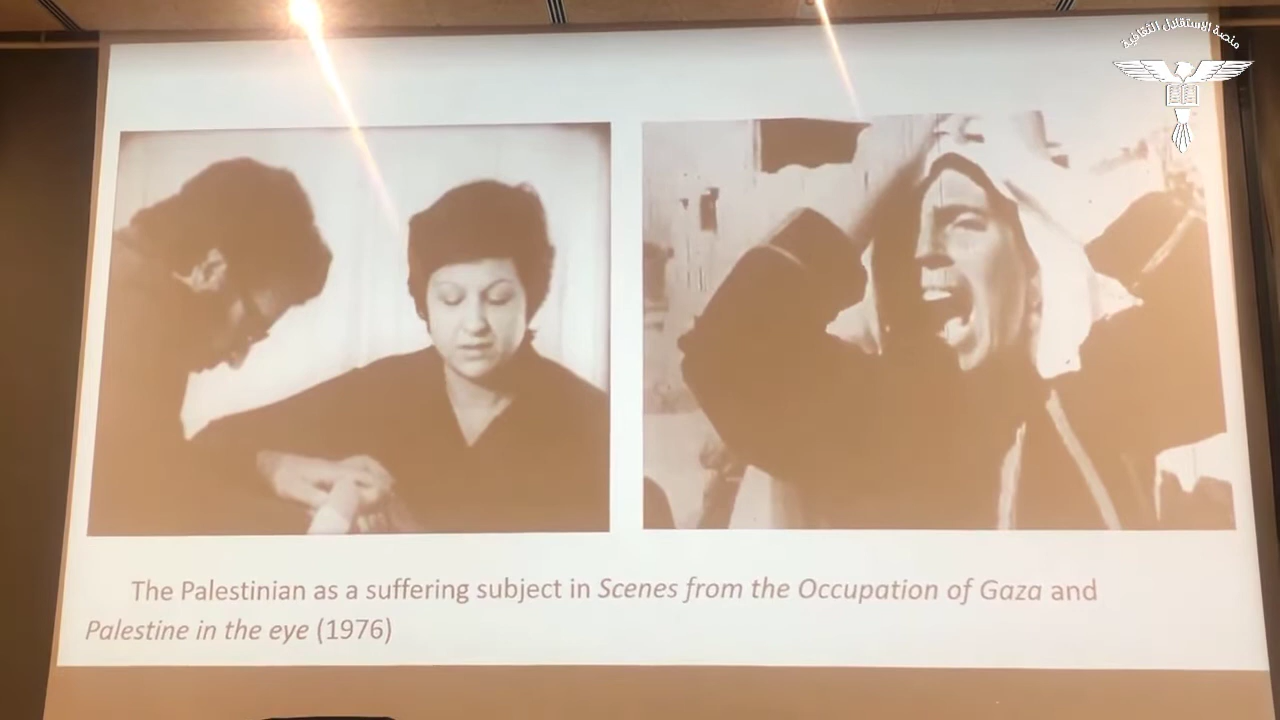 منصة الاستقلال الثقافية
The Palestinian as a suffering subject in Scenes from the Occupation of Gaza and
Palestine in the eye (1976)